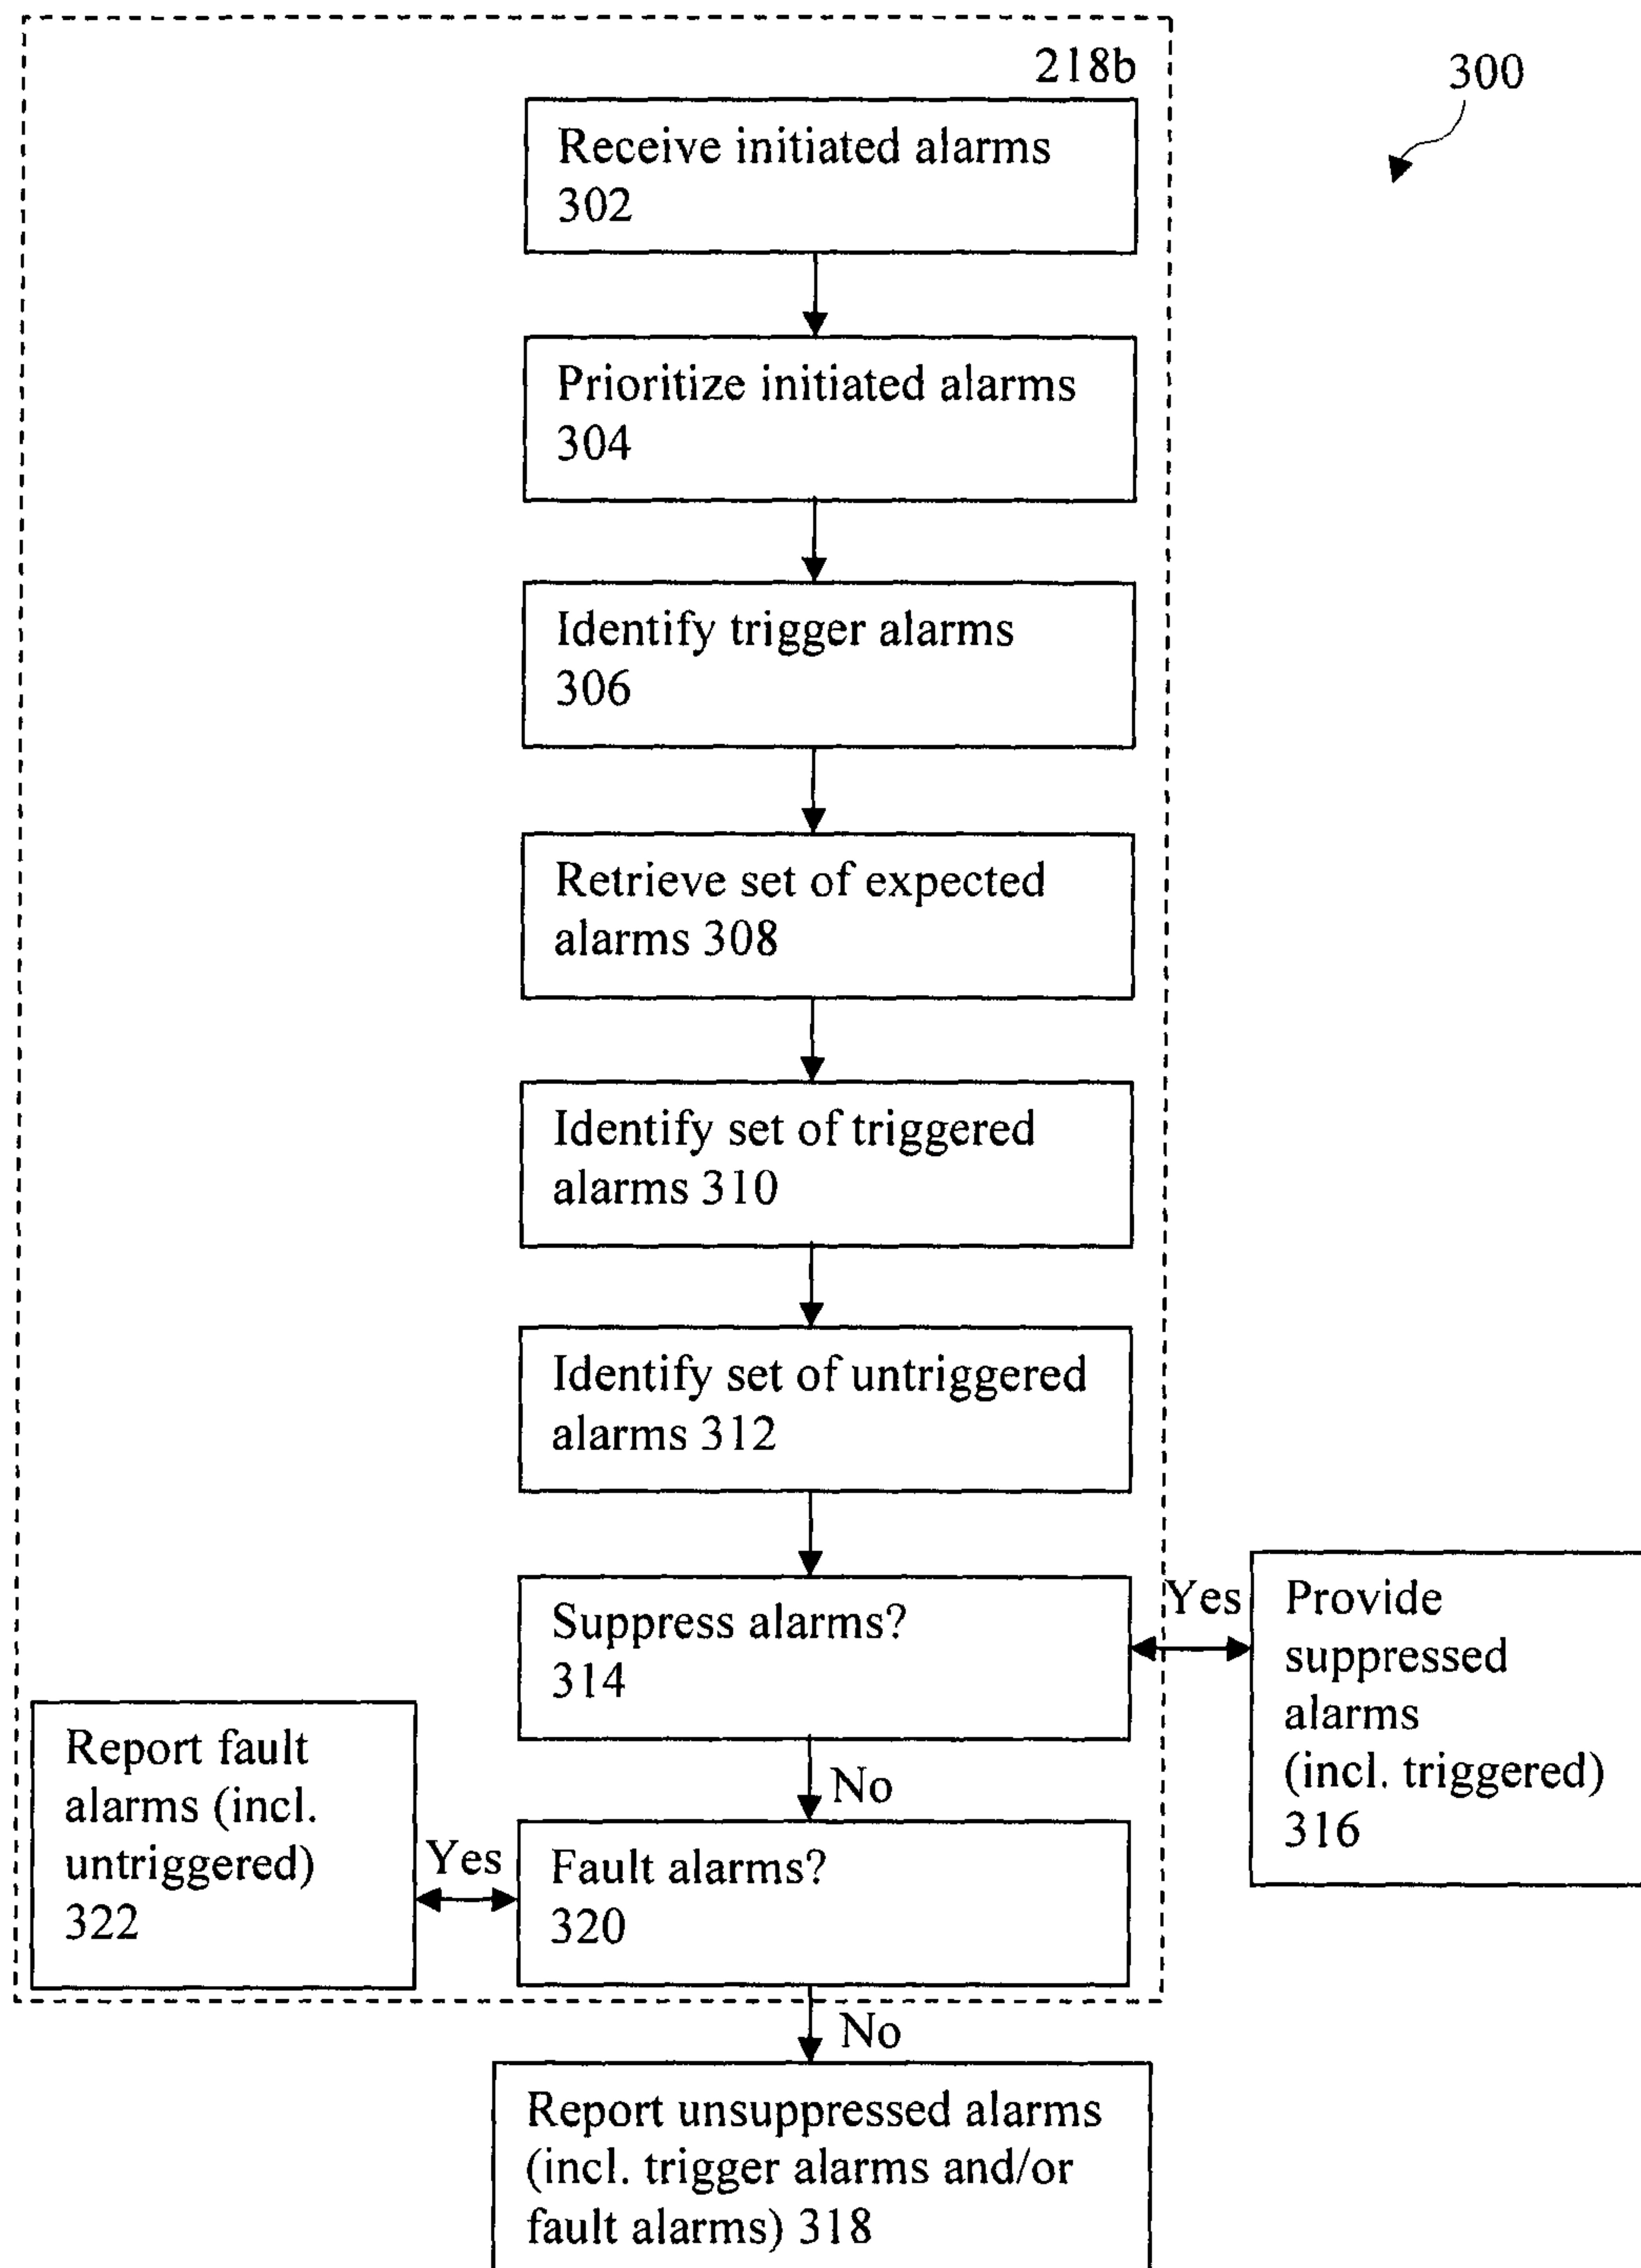 218b
300
Receive initiated alarms
302
Prioritize initiated alarms
304
Identify trigger alarms
306
Retrieve set of expected
alarms 308
Identify set of triggered
alarms 310
Identify set of untriggered
alarms 312
Suppress alarms?
314
Yes
Provide
suppressed
alarms
(incl. triggered)
316
No
Report fault
alarms (incl.
untriggered)
322
Yes
Fault alarms?
320
No
Report unsuppressed alarms
(incl. trigger alarms and/or
fault alarms) 318